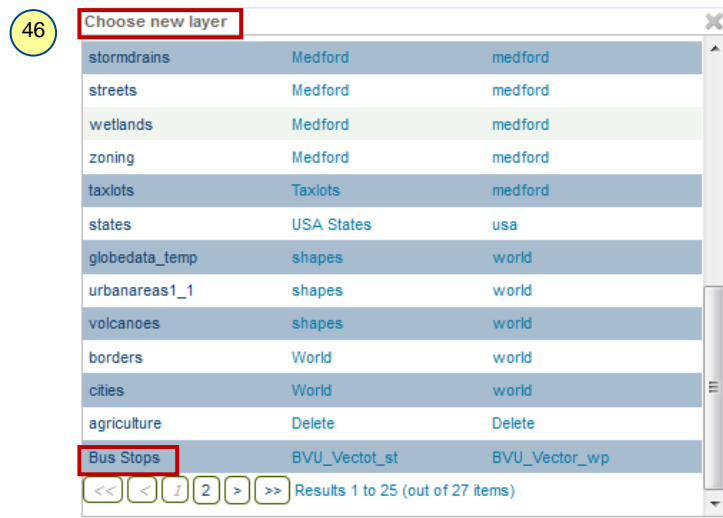 46
Choose new layer
stormdrains Medford medford
streets Medford medford
wetlands Medford medford
zoning Medford medford
taxlots Taxlots medford
states USA States usa
globedata_temp shapes world
urbanareas1_1 shapes world
volcanoes shapes world
borders World world
cities World world
agriculture Delete Delete
Bus Stops BVU_Vectot_st BVU_Vector_wp
<< < 1 2 > >> Results 1 to 25 (out of 27 items)